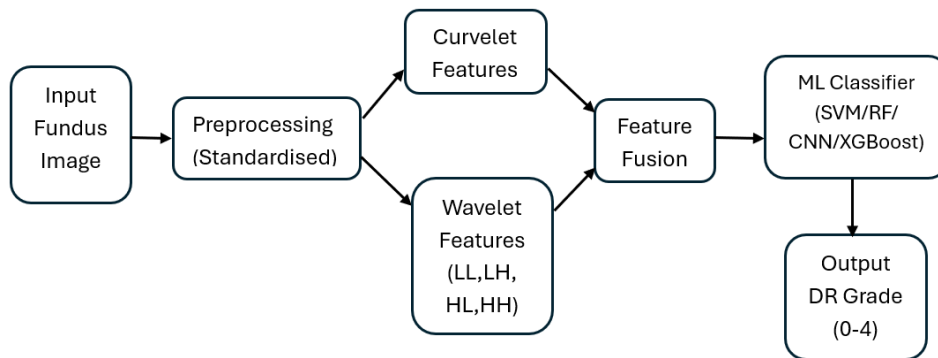 Input
Fundus
Image
Preprocessing
(Standardised)
Curvelet
Features
Wavelet
Features
(LL,LH,
HL,HH)
Feature
Fusion
ML Classifier
(SVM/RF/
CNN/XGBoost)
Output
DR Grade
(0-4)